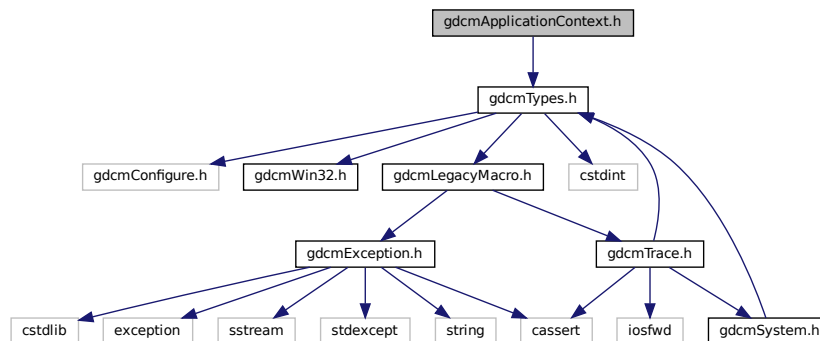 gdcmApplicationContext.h
gdcmTypes.h
gdcmConfigure.h
gdcmWin32.h
gdcmLegacyMacro.h
cstdint
gdcmException.h
gdcmTrace.h
cstdlib
exception
sstream
stdexcept
string
cassert
iosfwd
gdcmSystem.h